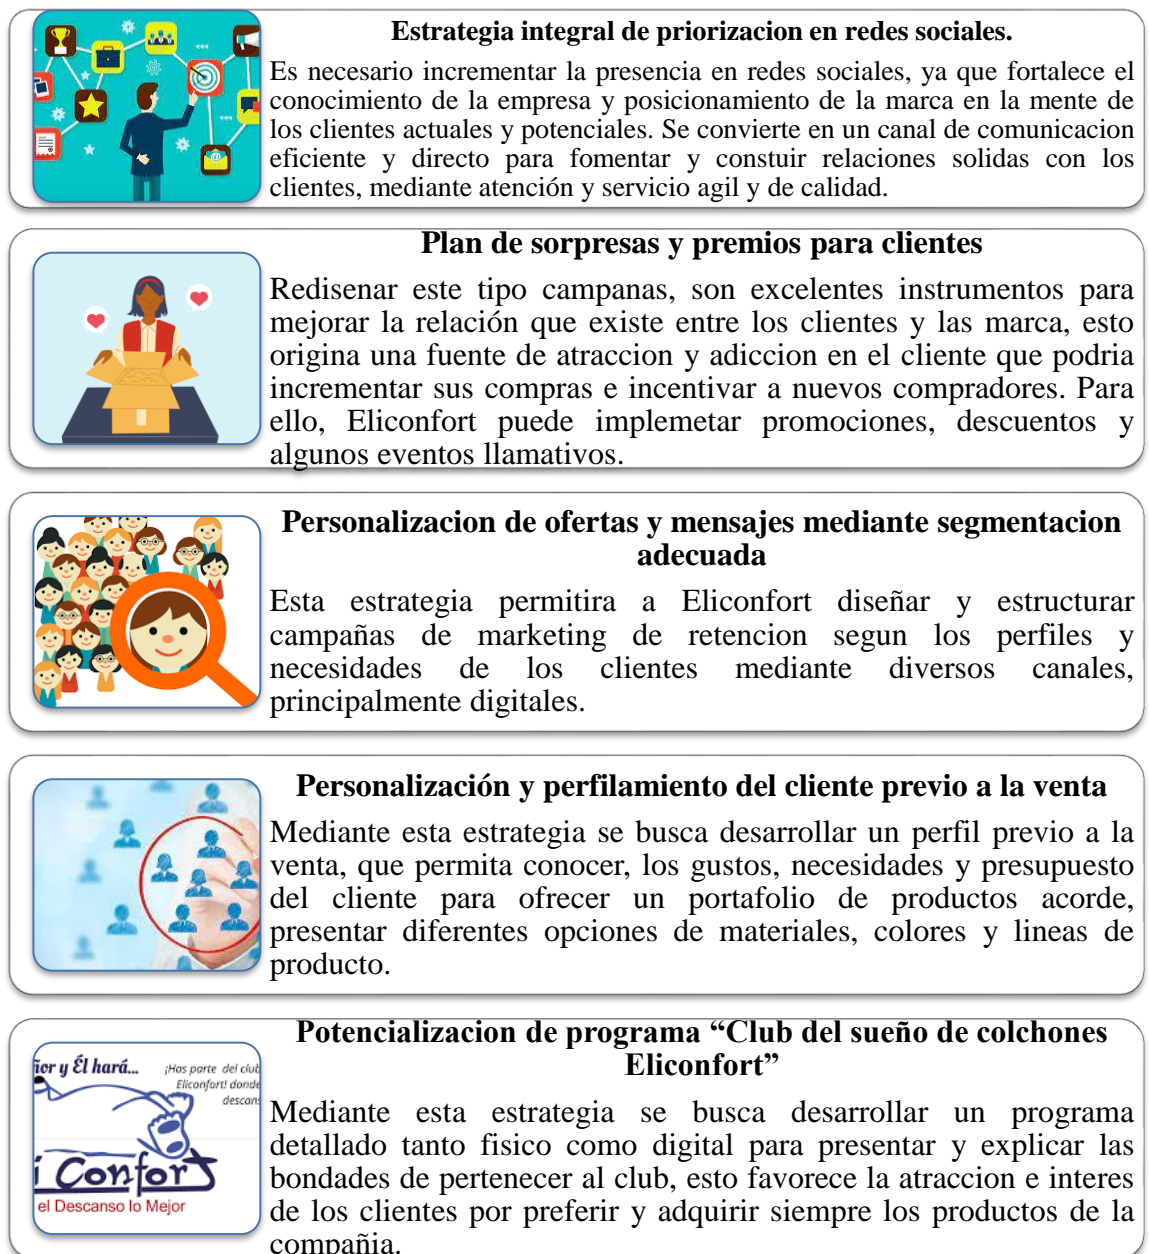 Estrategia integral de priorizacion en redes sociales.
Es necesario incrementar la presencia en redes sociales, ya que fortalece el
conocimiento de la empresa y posicionamiento de la marca en la mente de
los clientes actuales y potenciales. Se convierte en un canal de comunicacion
eficiente y directo para fomentar y constuir relaciones solidas con los
clientes, mediante atención y servicio agil y de calidad.
Plan de sorpresas y premios para clientes
Redisenar este tipo campanas, son excelentes instrumentos para
mejorar la relación que existe entre los clientes y las marca, esto
origina una fuente de atraccion y adiccion en el cliente que podria
incrementar sus compras e incentivar a nuevos compradores. Para
ello, Eliconfort puede implemetar promociones, descuentos y
algunos eventos llamativos.
Personalizacion de ofertas y mensajes mediante segmentacion
adecuada
Esta estrategia permitira a Eliconfort diseñar y estructurar
campañas de marketing de retencion segun los perfiles y
necesidades de los clientes mediante diversos canales,
principalmente digitales.
Personalización y perfilamiento del cliente previo a la venta
Mediante esta estrategia se busca desarrollar un perfil previo a la
venta, que permita conocer, los gustos, necesidades y presupuesto
del cliente para ofrecer un portafolio de productos acorde,
presentar diferentes opciones de materiales, colores y lineas de
producto.
ior y Él hará...
¡Has parte del club
Eliconfort! donde
descans
i Confort
el Descanso lo Mejor
Potencializacion de programa “Club del sueño de colchones
Eliconfort”
Mediante esta estrategia se busca desarrollar un programa
detallado tanto fisico como digital para presentar y explicar las
bondades de pertenecer al club, esto favorece la atraccion e interes
de los clientes por preferir y adquirir siempre los productos de la
compañia.